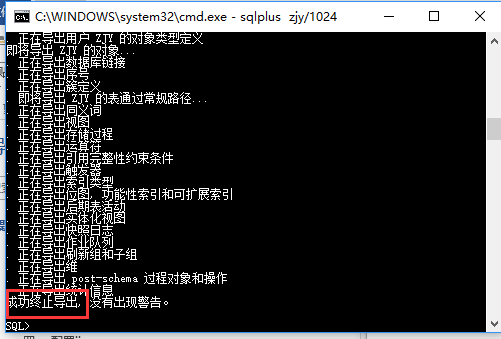 C:\WINDOWS\system32\cmd.exe - sqlplus zjy/1024
. 正在导出用户 ZJY 的对象类型定义
即将导出 ZJY 的对象...
. 正在导出数据库链接
. 正在导出序号
. 正在导出簇定义
. 即将导出 ZJY 的表通过常规路径...
. 正在导出同义词
. 正在导出视图
. 正在导出存储过程
. 正在导出运算符
. 正在导出引用完整性约束条件
. 正在导出触发器
. 正在导出索引类型
. 正在导出位图, 功能性索引和可扩展索引
. 正在导出后期表活动
. 正在导出实体化视图
. 正在导出快照日志
. 正在导出作业队列
. 正在导出刷新组和子组
. 正在导出维
. 正在导出 post-schema 过程对象和操作
. 正在导出统计信息
成功终止导出, 没有出现警告。
SQL>